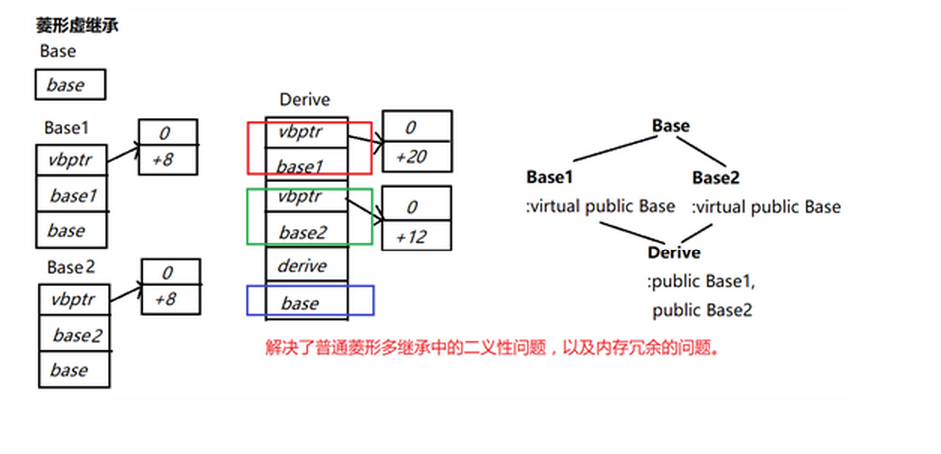 菱形虚继承
Base
base
Base1
vbptr
base1
base
0
+8
Base2
vbptr
base2
base
0
+8
Derive
vbptr
base1
vbptr
base2
derive
base
0
+20
0
+12
Base
Base1
:virtual public Base
Base2
:virtual public Base
Derive
:public Base1,
public Base2
解决了普通菱形多继承中的二义性问题，以及内存冗余的问题。